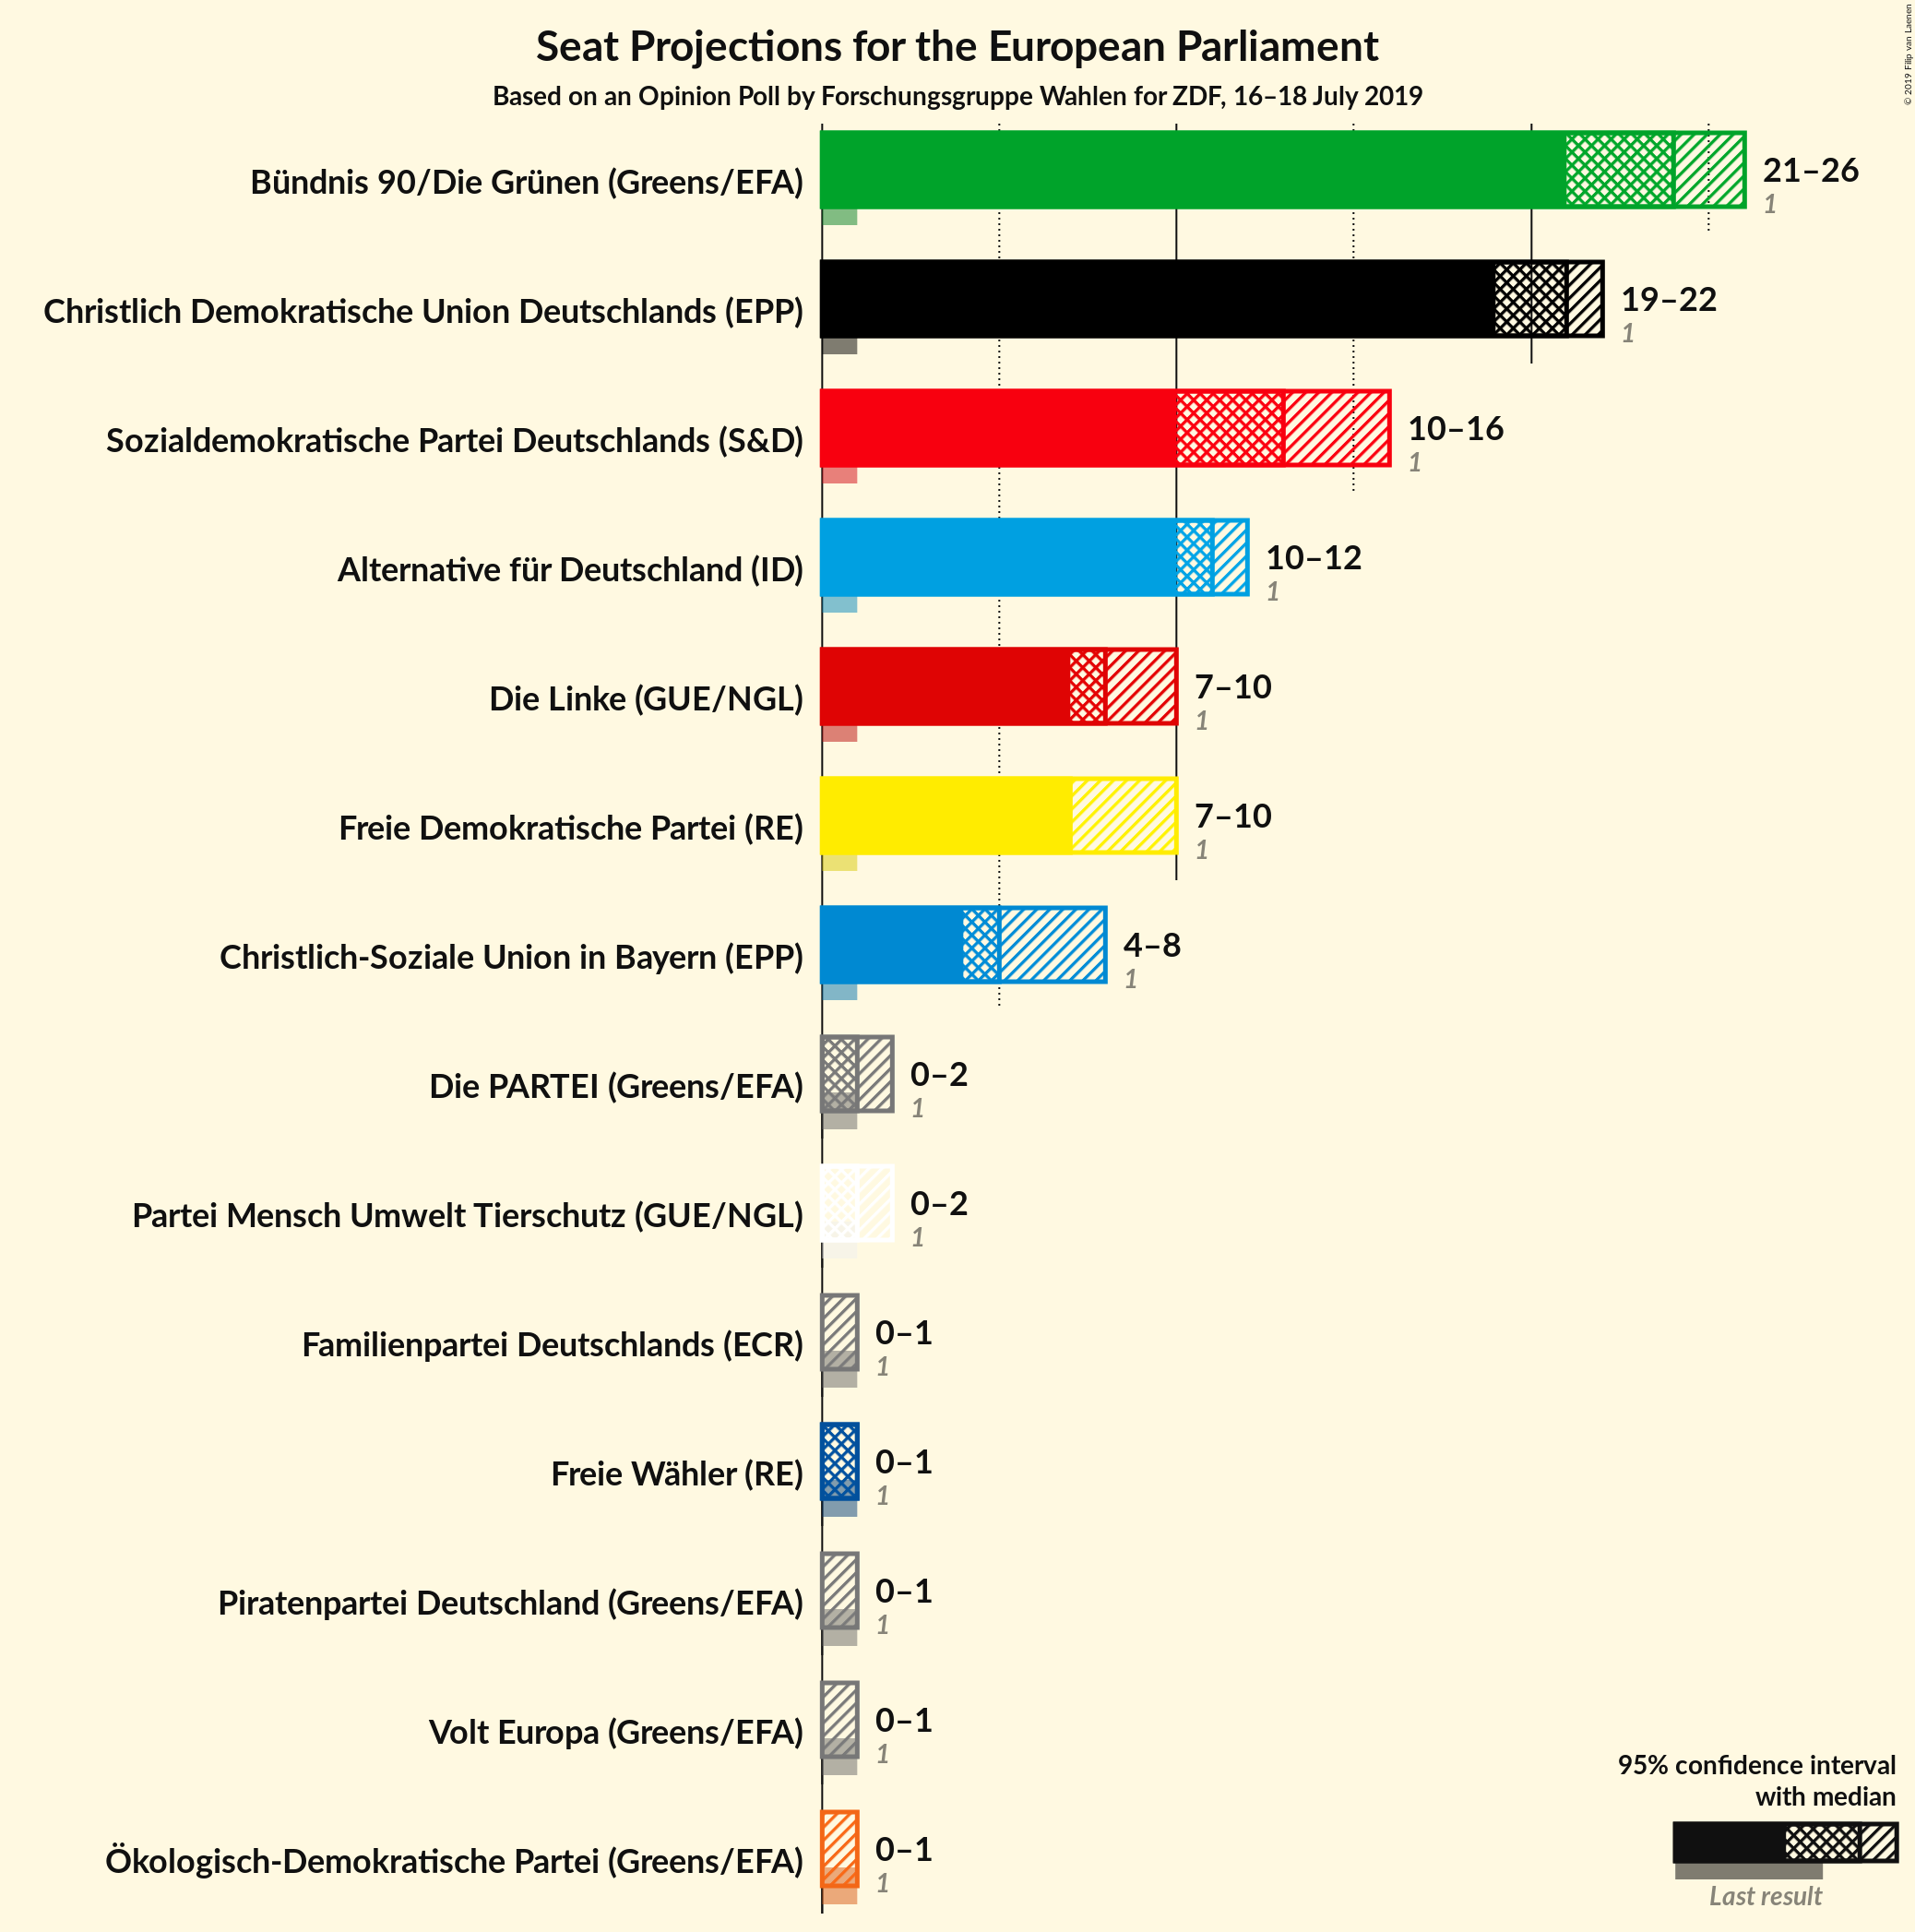 Seat Projections for the European Parliament
Based on an Opinion Poll by Forschungsgruppe Wahlen for ZDF, 16–18 July 2019
© 2019 Filip van Laenen
Bündnis 90/Die Grünen (Greens/EFA)
21–26
1
Christlich Demokratische Union Deutschlands (EPP)
19–22
1
Sozialdemokratische Partei Deutschlands (S&D)
10–16
1
Alternative für Deutschland (ID)
10–12
1
Die Linke (GUE/NGL)
7–10
1
Freie Demokratische Partei (RE)
7–10
1
Christlich-Soziale Union in Bayern (EPP)
4–8
1
Die PARTEI (Greens/EFA)
0–2
1
Partei Mensch Umwelt Tierschutz (GUE/NGL)
0–2
1
Familienpartei Deutschlands (ECR)
0–1
1
Freie Wähler (RE)
0–1
1
Piratenpartei Deutschland (Greens/EFA)
0–1
1
Volt Europa (Greens/EFA)
0–1
1
Ökologisch-Demokratische Partei (Greens/EFA)
0–1
1
95% confidence interval
with median
Last result